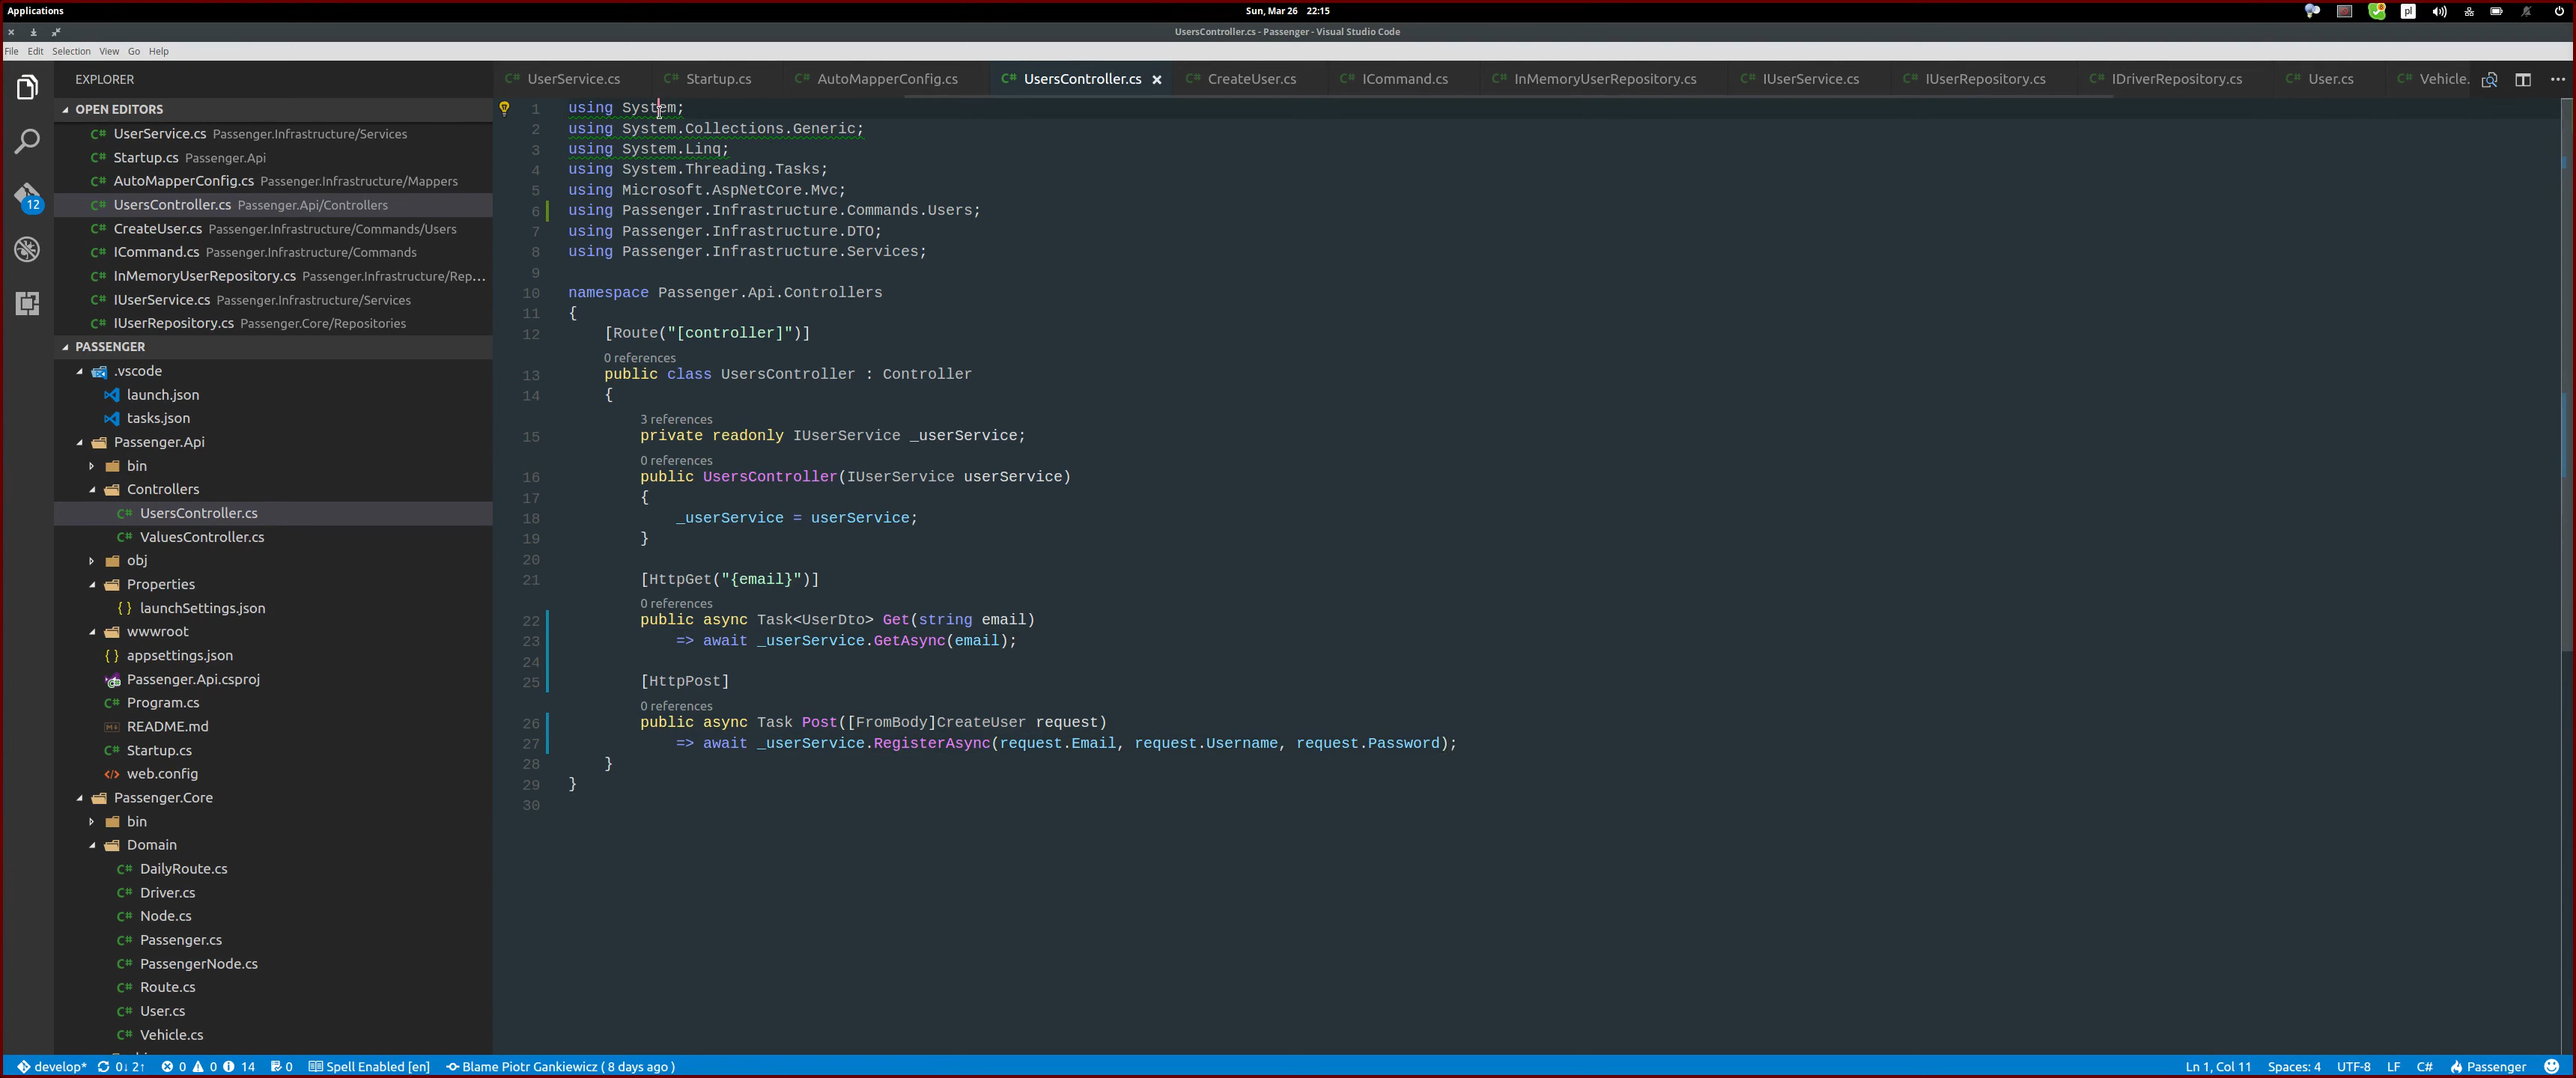 Applications
Sun, Mar 26 22:15
pl
UsersController.cs - Passenger - Visual Studio Code
File Edit Selection View Go Help
EXPLORER
OPEN EDITORS
C# UserService.cs Passenger.Infrastructure/Services
C# Startup.cs Passenger.Api
C# AutoMapperConfig.cs Passenger.Infrastructure/Mappers
C# UsersController.cs Passenger.Api/Controllers
C# CreateUser.cs Passenger.Infrastructure/Commands/Users
C# ICommand.cs Passenger.Infrastructure/Commands
C# InMemoryUserRepository.cs Passenger.Infrastructure/Rep...
C# IUserService.cs Passenger.Infrastructure/Services
C# IUserRepository.cs Passenger.Core/Repositories
12
PASSENGER
.vscode
launch.json
tasks.json
Passenger.Api
bin
Controllers
C# UsersController.cs
C# ValuesController.cs
obj
Properties
{} launchSettings.json
wwwroot
{} appsettings.json
Passenger.Api.csproj
C# Program.cs
README.md
C# Startup.cs
</> web.config
Passenger.Core
bin
Domain
C# DailyRoute.cs
C# Driver.cs
C# Node.cs
C# Passenger.cs
C# PassengerNode.cs
C# Route.cs
C# User.cs
C# Vehicle.cs
C# UserService.cs C# Startup.cs C# AutoMapperConfig.cs C# UsersController.cs C# CreateUser.cs C# ICommand.cs C# InMemoryUserRepository.cs C# IUserService.cs C# IUserRepository.cs C# IDriverRepository.cs C# User.cs C# Vehicle.
1 using System;
2 using System.Collections.Generic;
3 using System.Linq;
4 using System.Threading.Tasks;
5 using Microsoft.AspNetCore.Mvc;
6 using Passenger.Infrastructure.Commands.Users;
7 using Passenger.Infrastructure.DTO;
8 using Passenger.Infrastructure.Services;
9
10 namespace Passenger.Api.Controllers
11 {
12 [Route("[controller]")]
0 references
13 public class UsersController : Controller
14 {
3 references
15 private readonly IUserService _userService;
0 references
16 public UsersController(IUserService userService)
17 {
18 _userService = userService;
19 }
20
21 [HttpGet("{email}")]
0 references
22 public async Task<UserDto> Get(string email)
23 => await _userService.GetAsync(email);
24
25 [HttpPost]
0 references
26 public async Task Post([FromBody]CreateUser request)
27 => await _userService.RegisterAsync(request.Email, request.Username, request.Password);
28 }
29 }
30
develop* 0↓ 2↑ 0 0 14 0 Spell Enabled [en] Blame Piotr Gankiewicz ( 8 days ago ) Ln 1, Col 11 Spaces: 4 UTF-8 LF C# Passenger